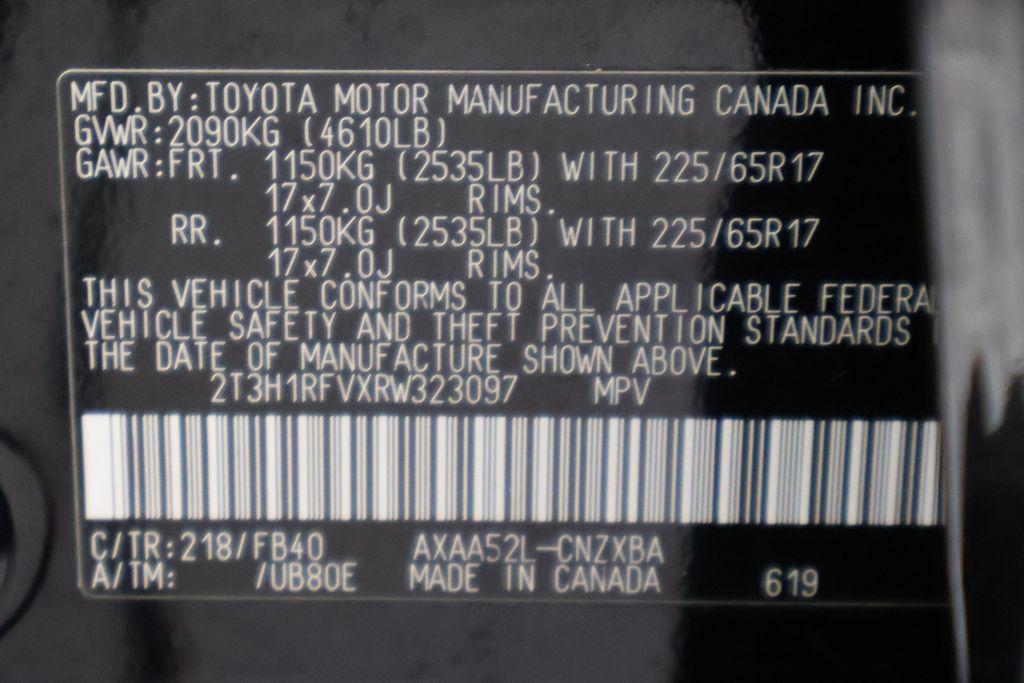 MFD.BY:TOYOTA MOTOR MANUFACTURING CANADA INC.
GVWR:2090KG (4610LB)
GAWR:FRT. 1150KG (2535LB) WITH 225/65R17
17x7.0J RIMS.
RR. 1150KG (2535LB) WITH 225/65R17
17x7.0J RIMS.
THIS VEHICLE CONFORMS TO ALL APPLICABLE FEDERA
VEHICLE SAFETY AND THEFT PREVENTION STANDARDS
THE DATE OF MANUFACTURE SHOWN ABOVE.
2T3H1RFVXRW323097 MPV
C/TR:218/FB40 AXAA52L-CNZXBA
A/TM: /UB80E MADE IN CANADA 619